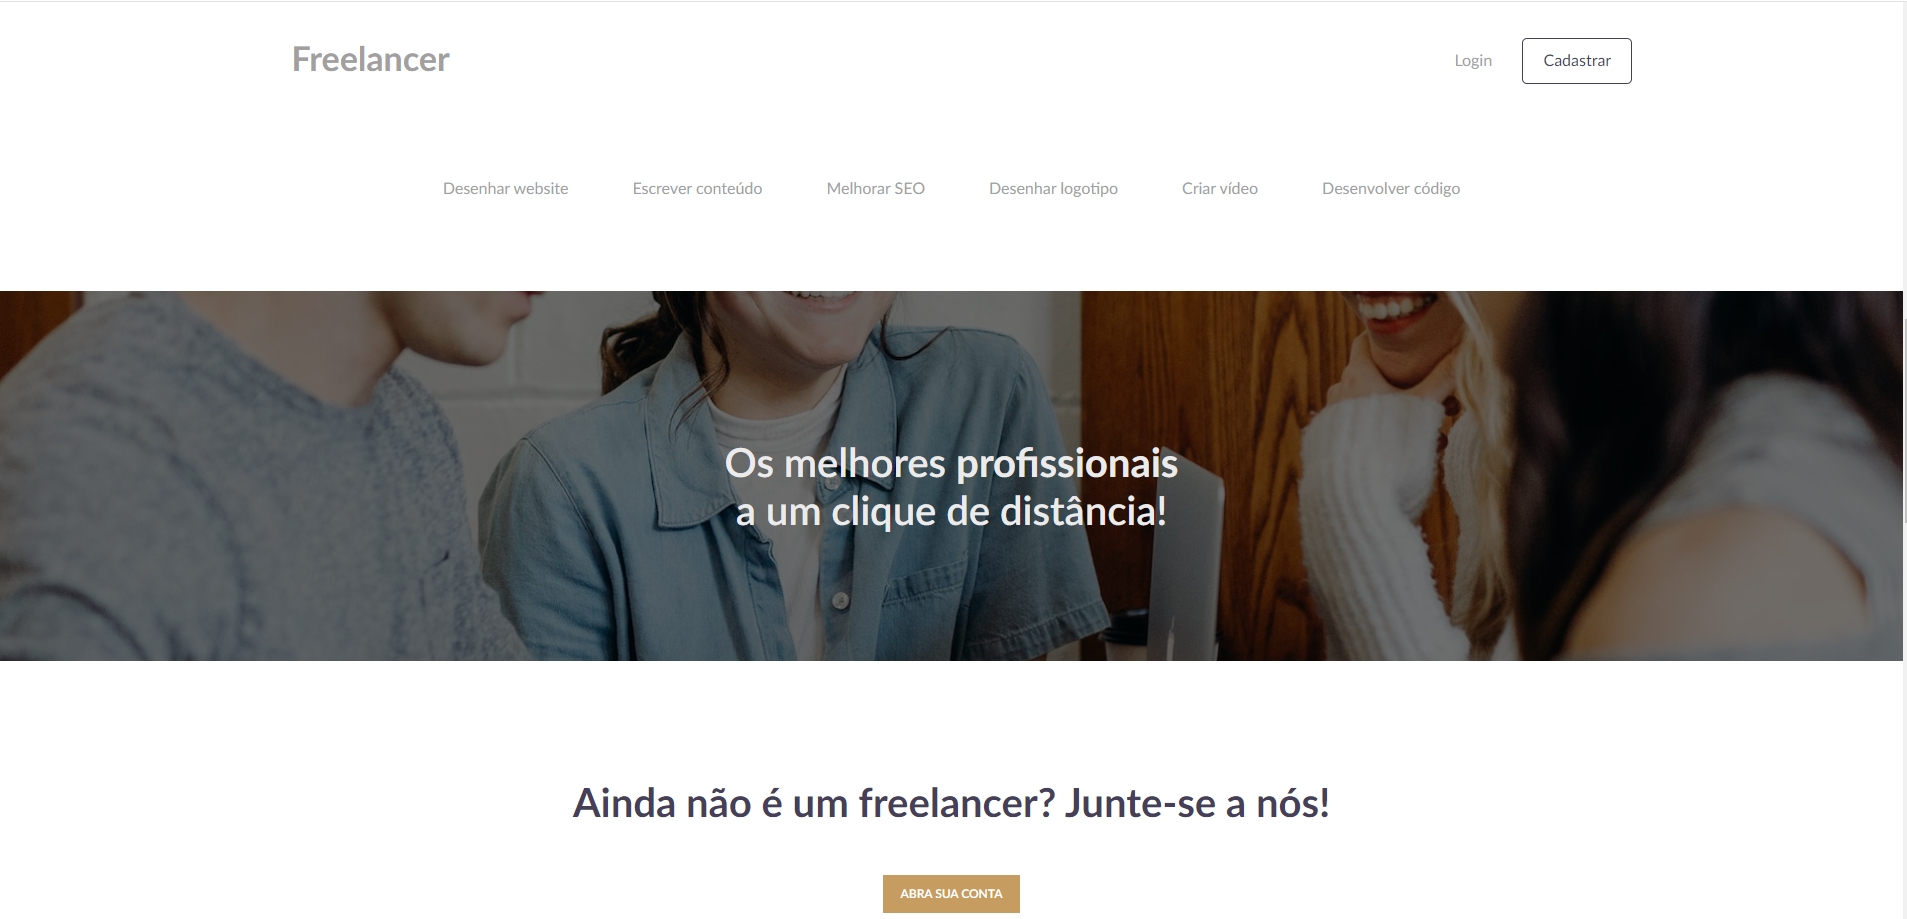 Freelancer
Login
Cadastrar
Desenhar website
Escrever conteúdo
Melhorar SEO
Desenhar logotipo
Criar vídeo
Desenvolver código
Os melhores profissionais
a um clique de distância!
Ainda não é um freelancer? Junte-se a nós!
ABRA SUA CONTA